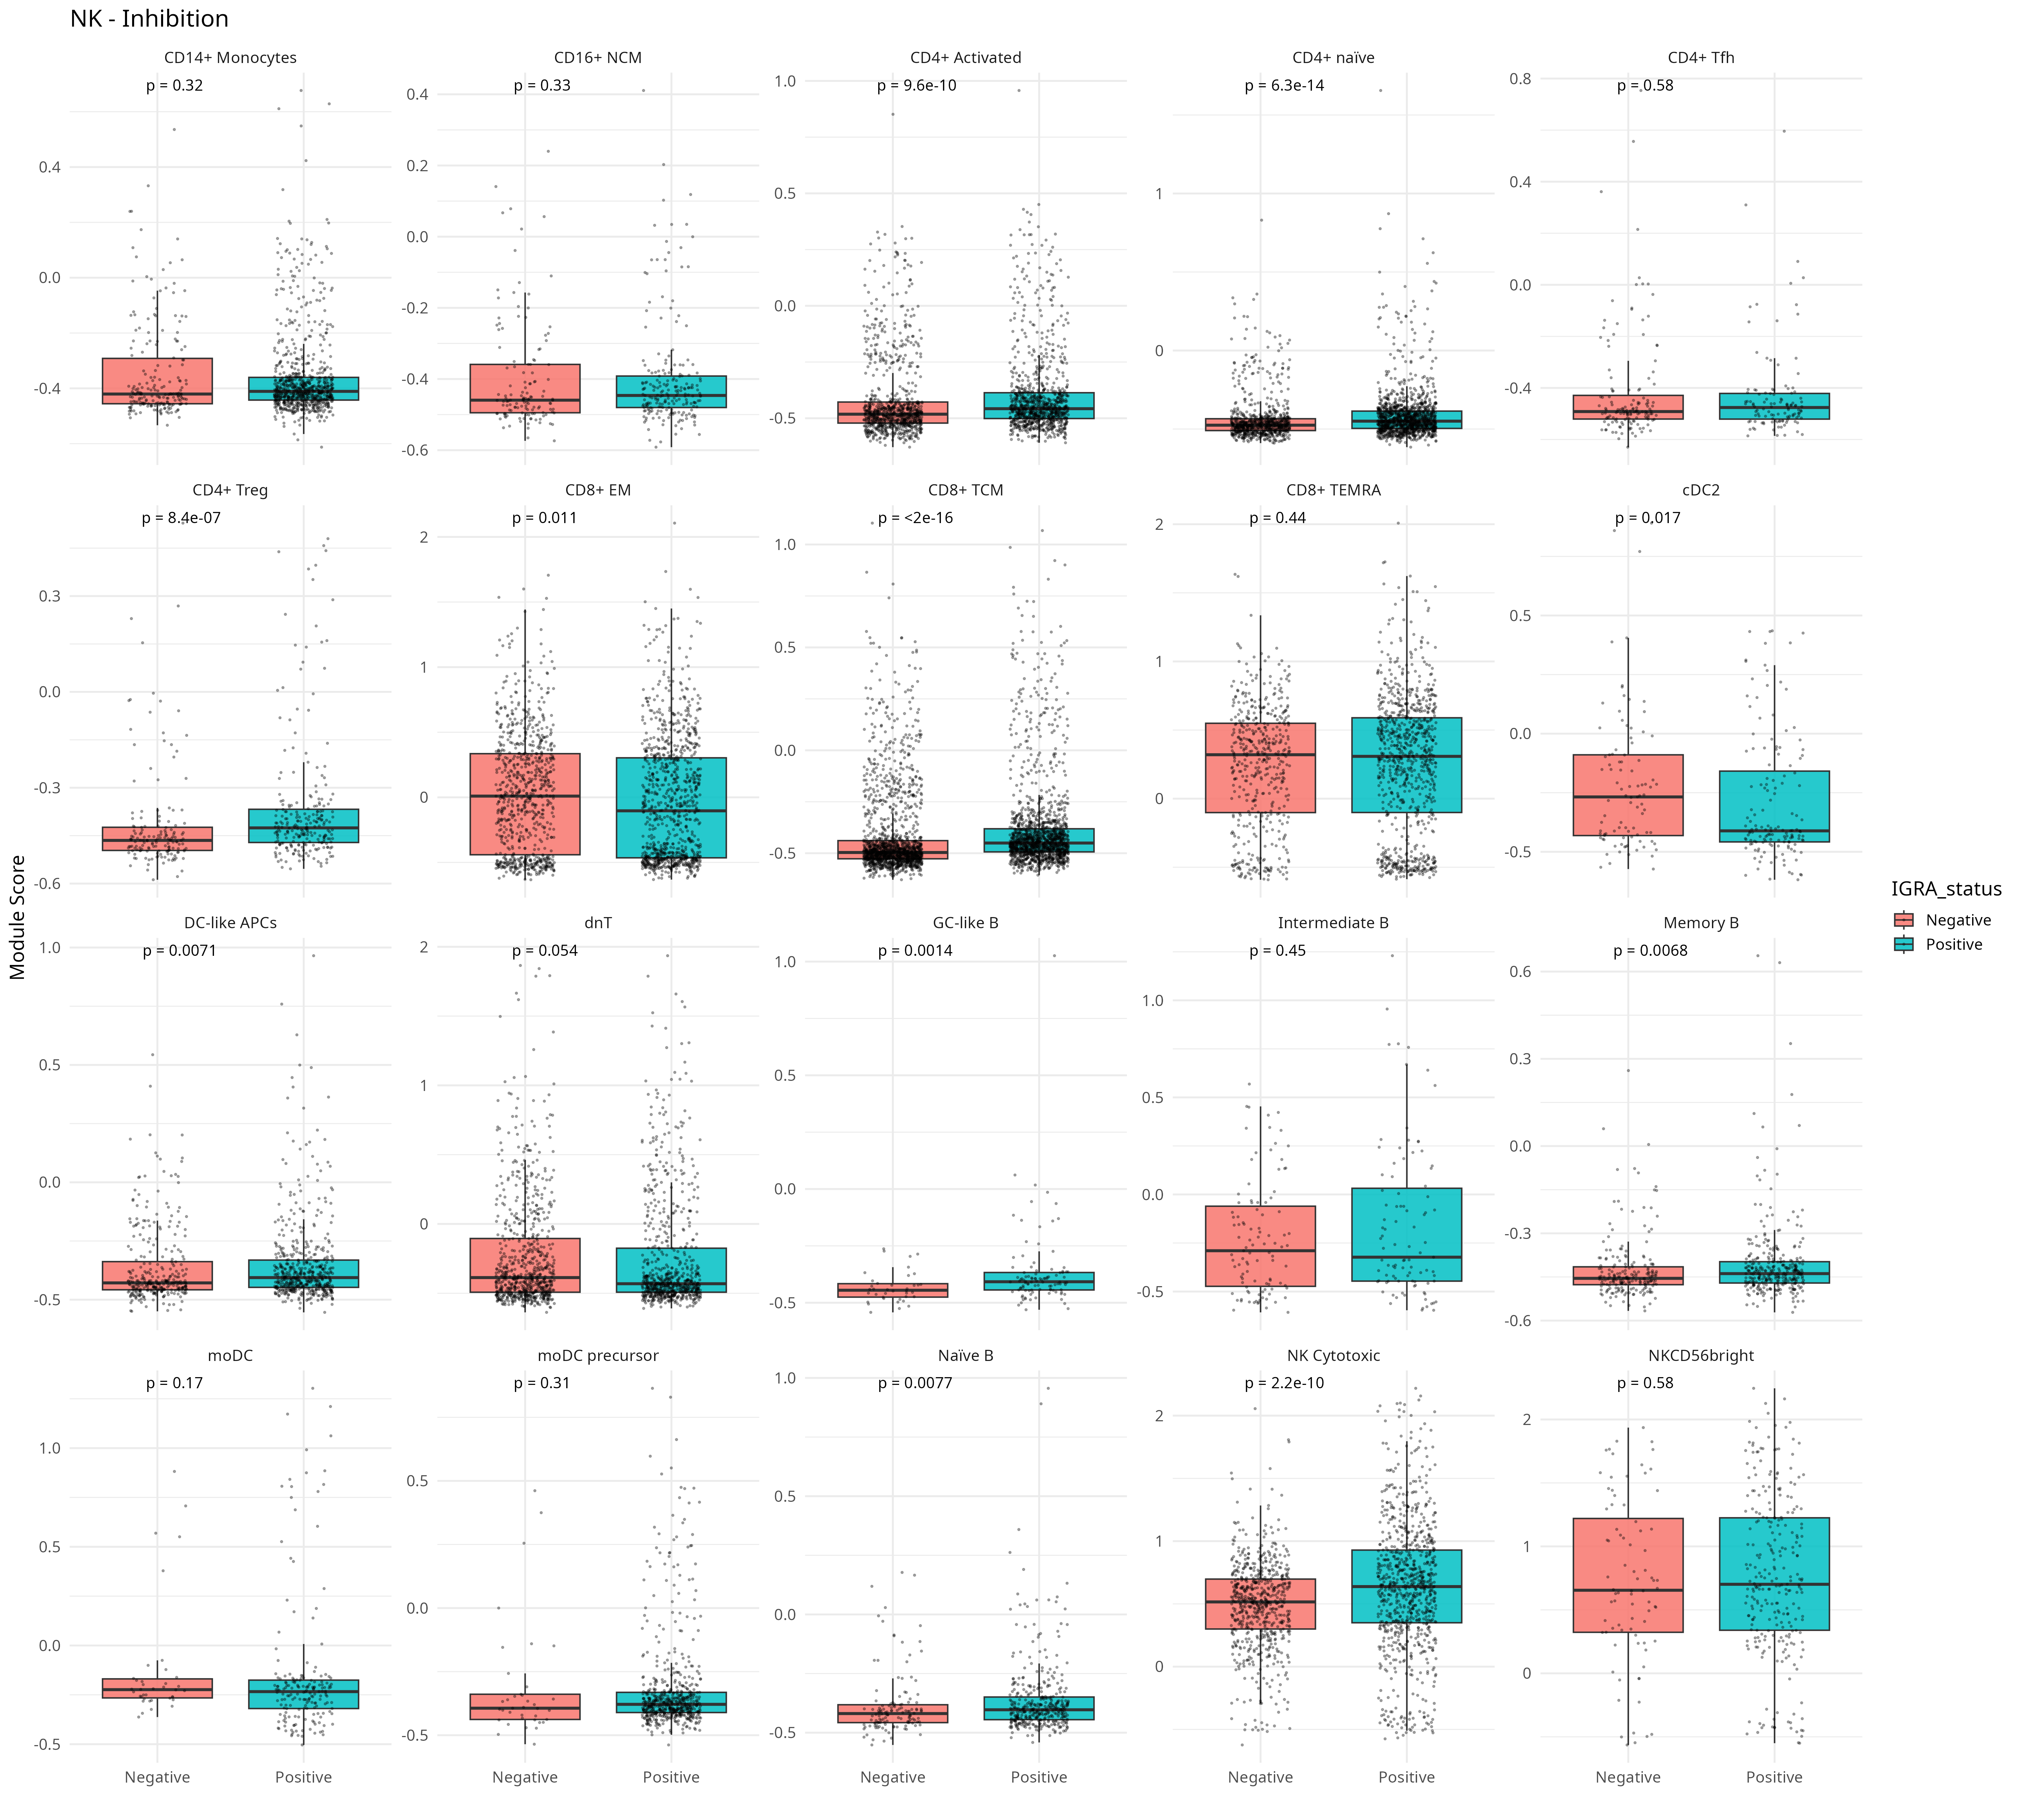 NK - Inhibition
CD14+ Monocytes
CD16+ NCM
CD4+ Activated
CD4+ naïve
CD4+ Tfh
p = 0.32
p = 0.33
p = 9.6e-10
p = 6.3e-14
p = 0.58
0.4
0.0
-0.4
0.4
0.2
0.0
-0.2
-0.4
-0.6
1.0
0.5
0.0
-0.5
1
0
0.8
0.4
0.0
-0.4
CD4+ Treg
CD8+ EM
CD8+ TCM
CD8+ TEMRA
cDC2
p = 8.4e-07
p = 0.011
p = <2e-16
p = 0.44
p = 0.017
0.3
0.0
-0.3
-0.6
2
1
0
1.0
0.5
0.0
-0.5
2
1
0
0.5
0.0
-0.5
DC-like APCs
dnT
GC-like B
Intermediate B
Memory B
p = 0.0071
p = 0.054
p = 0.0014
p = 0.45
p = 0.0068
1.0
0.5
0.0
-0.5
2
1
0
1.0
0.5
0.0
-0.5
1.0
0.5
0.0
-0.5
0.6
0.3
0.0
-0.3
-0.6
moDC
moDC precursor
Naïve B
NK Cytotoxic
NKCD56bright
p = 0.17
p = 0.31
p = 0.0077
p = 2.2e-10
p = 0.58
1.0
0.5
0.0
-0.5
0.5
0.0
-0.5
1.0
0.5
0.0
-0.5
2
1
0
2
1
0
Negative
Positive
Negative
Positive
Negative
Positive
Negative
Positive
Negative
Positive
Module Score
IGRA_status
Negative
Positive